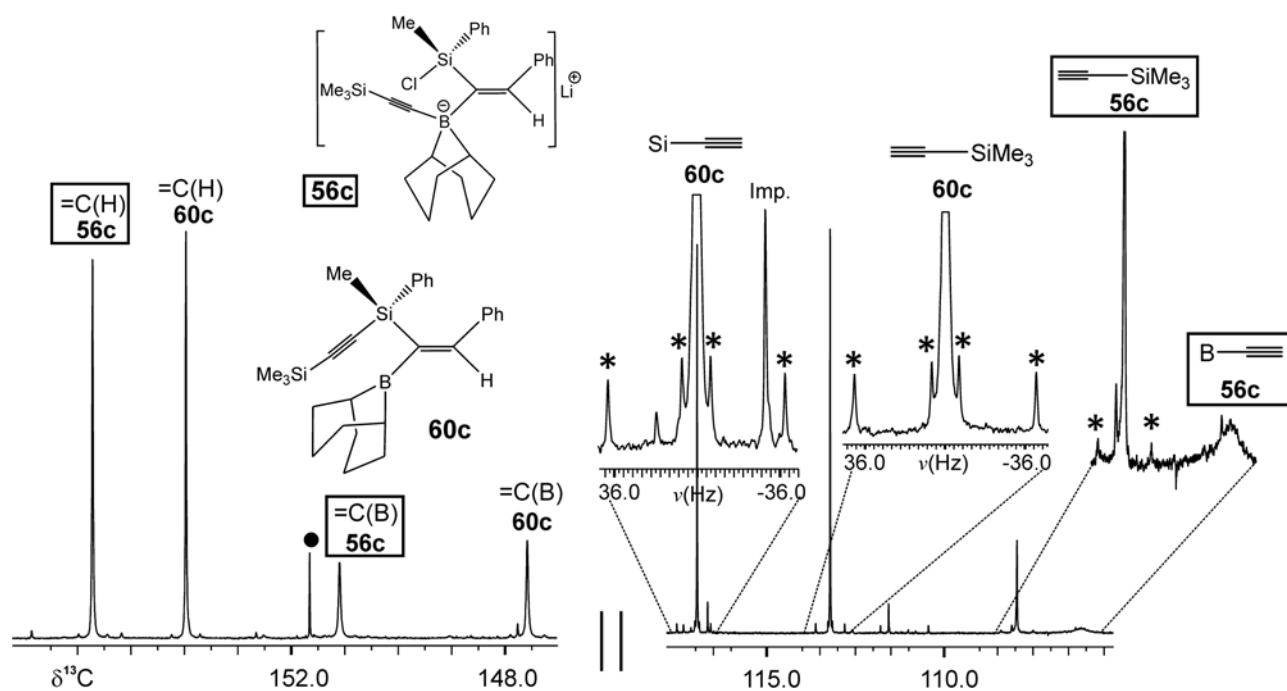 Me
Ph
Si
Cl
Ph
Me₃Si
⊖
B
H
Li⊕
56c
=C(H)
56c
=C(H)
60c
Me
Ph
Si
Ph
Me₃Si
B
H
60c
=C(B)
56c
=C(B)
60c
δ¹³C
152.0
148.0
Si
60c
Imp.
SiMe₃
60c
SiMe₃
56c
B
56c
* * * *
* * * *
* *
36.0
ν(Hz)
-36.0
36.0
ν(Hz)
-36.0
115.0
110.0